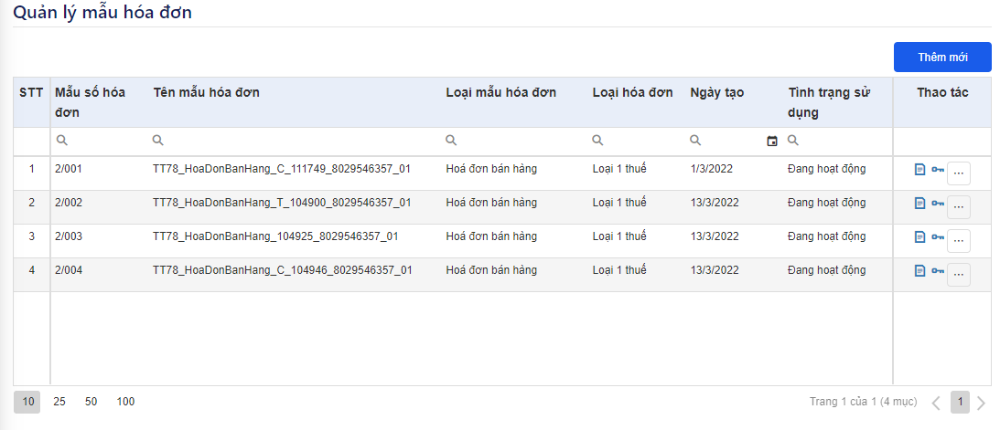 Quản lý mẫu hóa đơn
Thêm mới
STT Mẫu số hóa đơn Tên mẫu hóa đơn Loại mẫu hóa đơn Loại hóa đơn Ngày tạo Tình trạng sử dụng Thao tác
1 2/001 TT78_HoaDonBanHang_C_111749_8029546357_01 Hoá đơn bán hàng Loại 1 thuế 1/3/2022 Đang hoạt động ...
2 2/002 TT78_HoaDonBanHang_T_104900_8029546357_01 Hoá đơn bán hàng Loại 1 thuế 13/3/2022 Đang hoạt động ...
3 2/003 TT78_HoaDonBanHang_104925_8029546357_01 Hoá đơn bán hàng Loại 1 thuế 13/3/2022 Đang hoạt động ...
4 2/004 TT78_HoaDonBanHang_C_104946_8029546357_01 Hoá đơn bán hàng Loại 1 thuế 13/3/2022 Đang hoạt động ...
10 25 50 100 Trang 1 của 1 (4 mục) 1